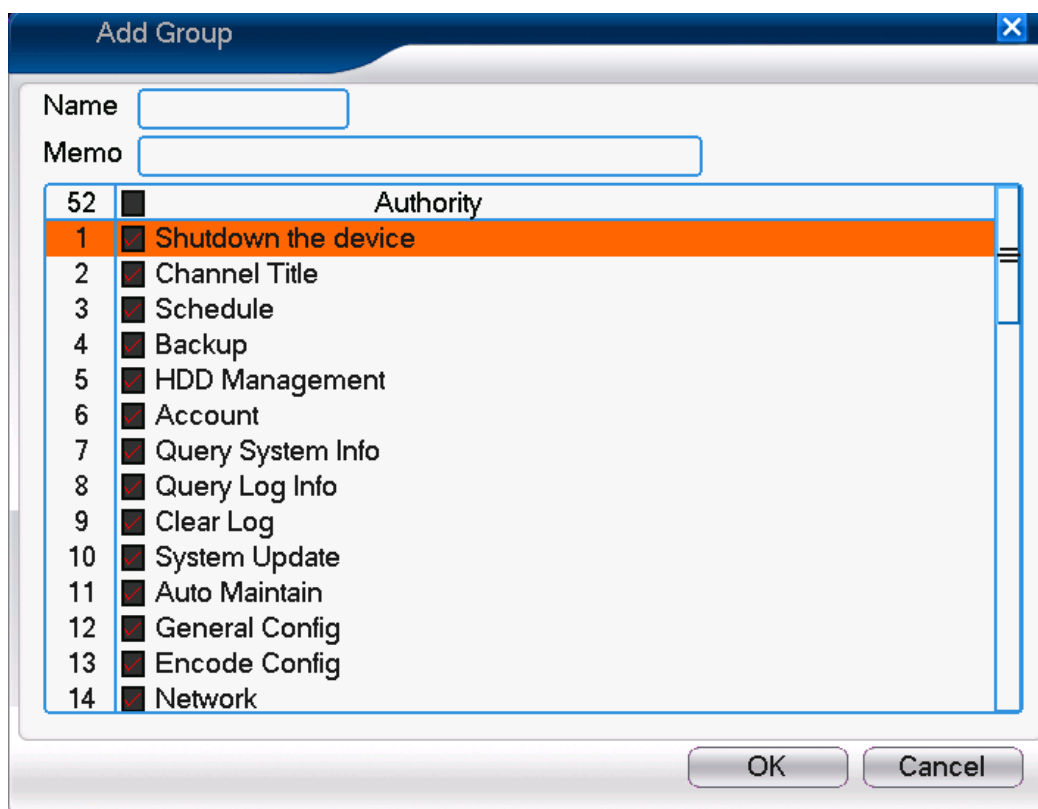 Add Group
Name
Memo
52 Authority
1 Shutdown the device
2 Channel Title
3 Schedule
4 Backup
5 HDD Management
6 Account
7 Query System Info
8 Query Log Info
9 Clear Log
10 System Update
11 Auto Maintain
12 General Config
13 Encode Config
14 Network
OK Cancel